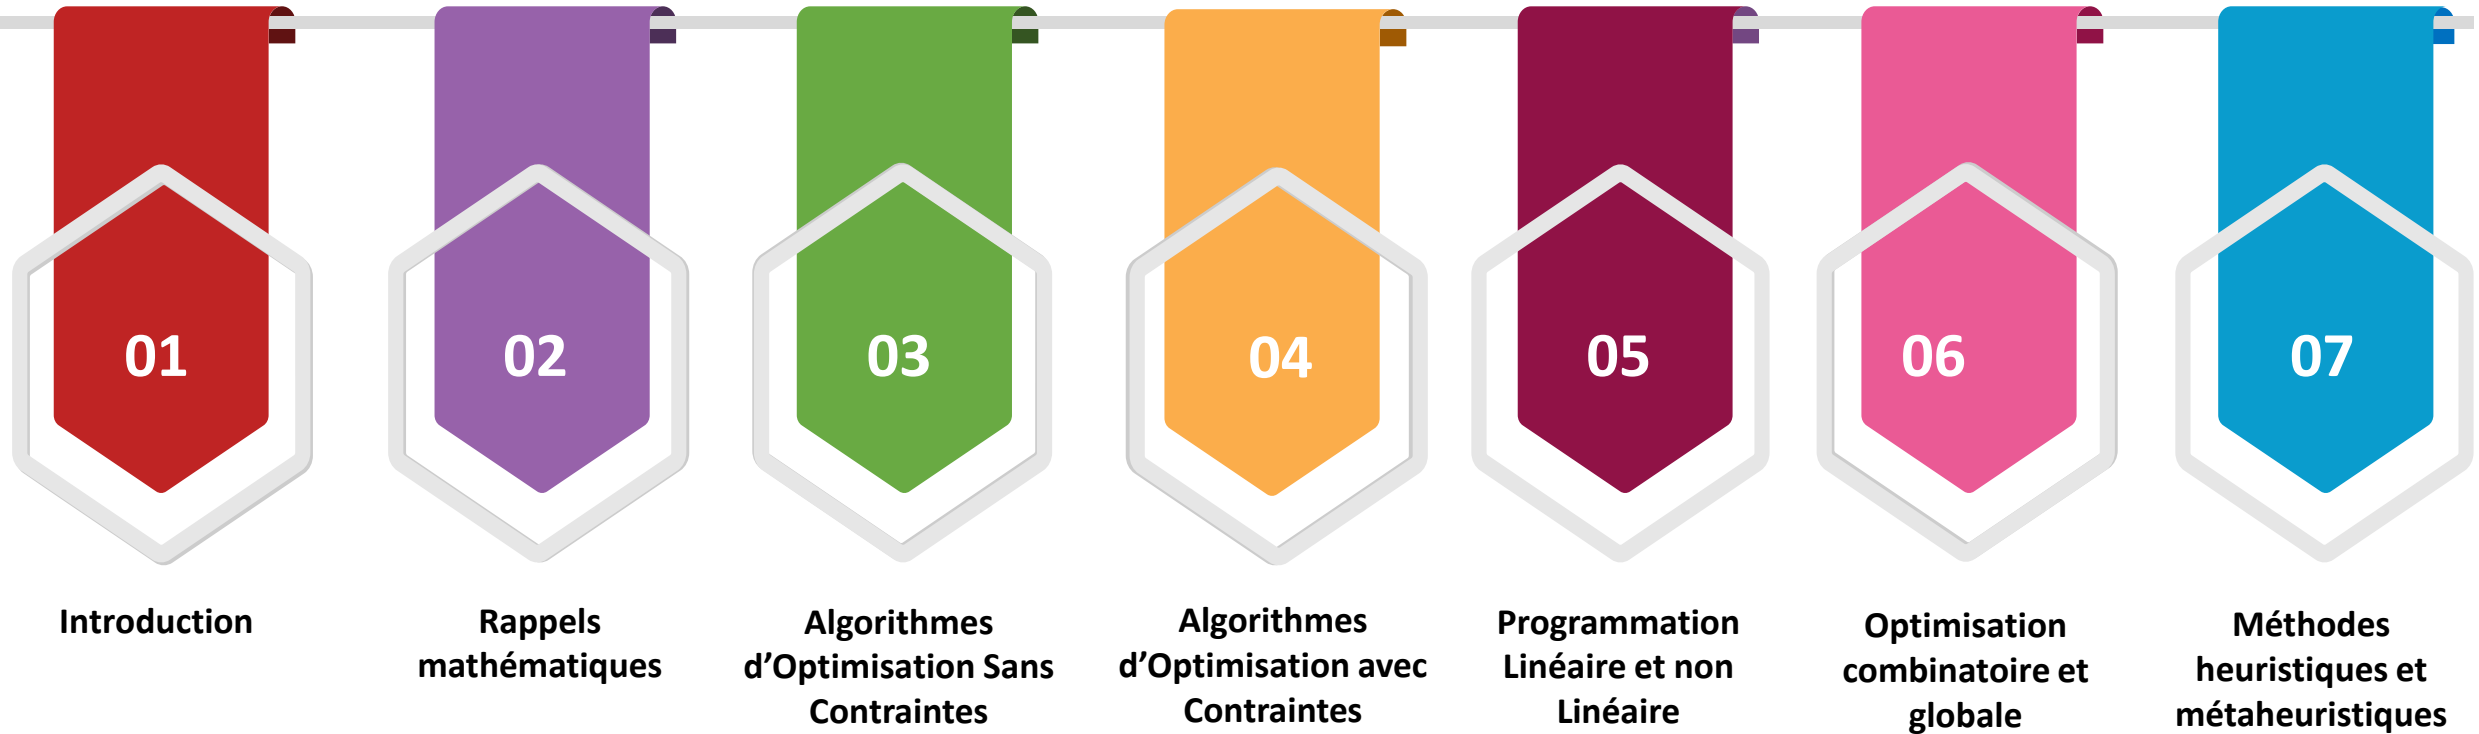 01
02
03
04
05
06
07
Introduction
Rappels
mathématiques
Algorithmes
d’Optimisation Sans
Contraintes
Algorithmes
d’Optimisation avec
Contraintes
Programmation
Linéaire et non
Linéaire
Optimisation
combinatoire et
globale
Méthodes
heuristiques et
métaheuristiques